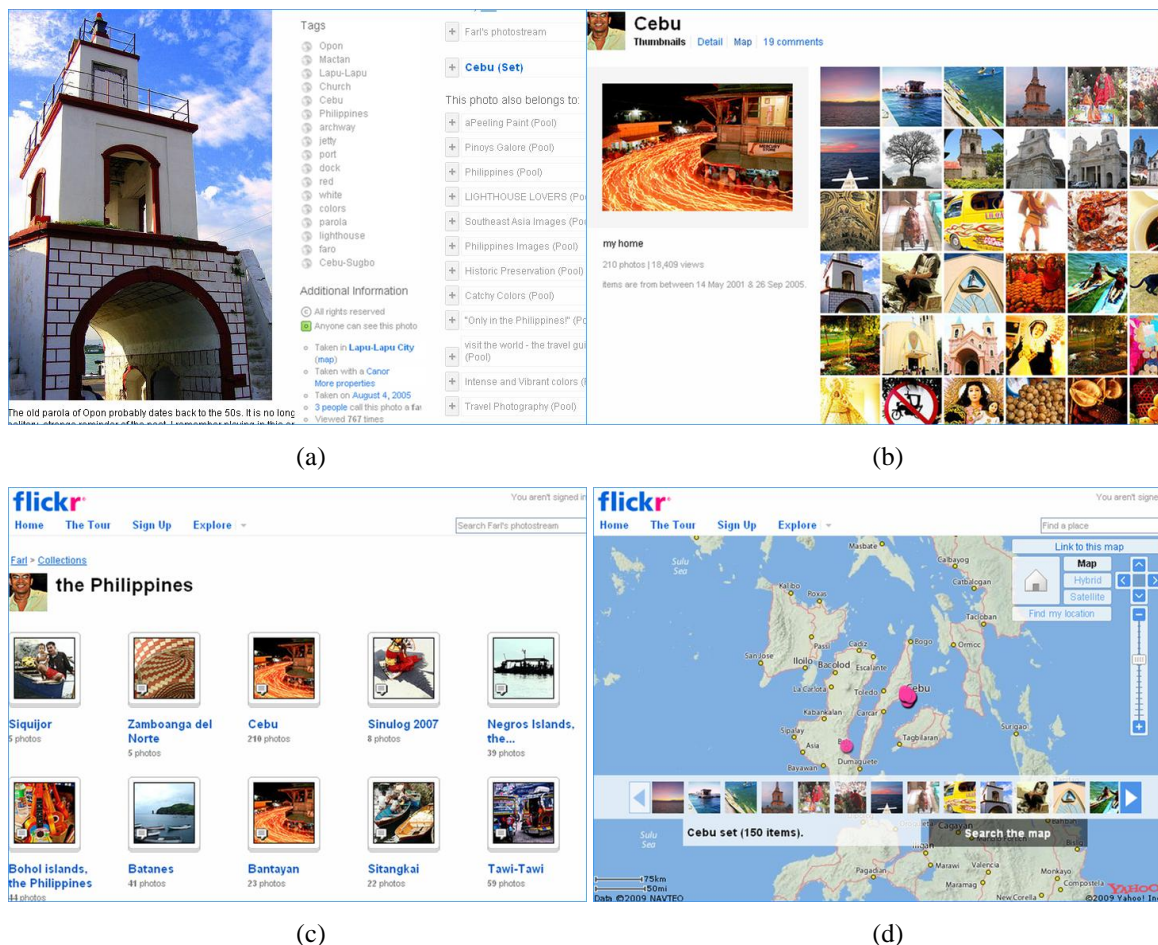 Tags
Opon
Mactan
Lapu-Lapu
Church
Cebu
Philippines
archway
jetty
port
dock
red
white
colors
parola
lighthouse
faro
Cebu-Sugbo
Additional Information
All rights reserved
Anyone can see this photo
Taken in Lapu-Lapu City
(map)
Taken with a Canor
More properties
Taken on August 4, 2005
3 people call this photo a fa
Viewed 767 times
Farl's photostream
Cebu (Set)
This photo also belongs to:
aPeeling Paint (Pool)
Pinoys Galore (Pool)
Philippines (Pool)
LIGHTHOUSE LOVERS (Po
Southeast Asia Images (Po
Philippines Images (Pool)
Historic Preservation (Pool)
Catchy Colors (Pool)
"Only in the Philippines!" (Po
visit the world - the travel gui
(Pool)
Intense and Vibrant colors (
Travel Photography (Pool)
The old parola of Opon probably dates back to the 50s. It is no long
Cebu
Thumbnails Detail Map 19 comments
MERCURY
my home
210 photos | 18,409 views
items are from between 14 May 2001 & 26 Sep 2005.
(a)
(b)
flickr
You aren't signed in
Home The Tour Sign Up Explore
Search Farl's photostream
Farl > Collections
the Philippines
Siquijor
5 photos
Zamboanga del
Norte
5 photos
Cebu
210 photos
Sinulog 2007
8 photos
Negros Islands,
the...
39 photos
Bohol islands,
the Philippines
44 photos
Batanes
41 photos
Bantayan
23 photos
Sitangkai
22 photos
Tawi-Tawi
59 photos
flickr
You aren't signe
Home The Tour Sign Up Explore
Find a place
Link to this map
Map
Hybrid
Satellite
Find my location
Sulu
Sea
Masbate
Calbayog
Catbalogan
Kalibo
Roxas
Tacloban
Passi
Cadiz
Bogo
San Jose
Iloilo
Bacolod
Escalante
Ormoc
La Carlota
Toledo
Cebu
Kabankalan
Carcar
Sipalay
Tagbilaran
Surigao
Asia
Bayawan
Dumaguete
Cebu set (150 items).
Search the map
Sulu
Sea
Cagayan
Iligan
Marawi
Valencia
Pagadian
Maramag
Monkayo
Compostela
New Corella
75km
50mi
Data ©2009 NAVTEQ
YAHOO
©2009 Yahoo! Inc
(c)
(d)